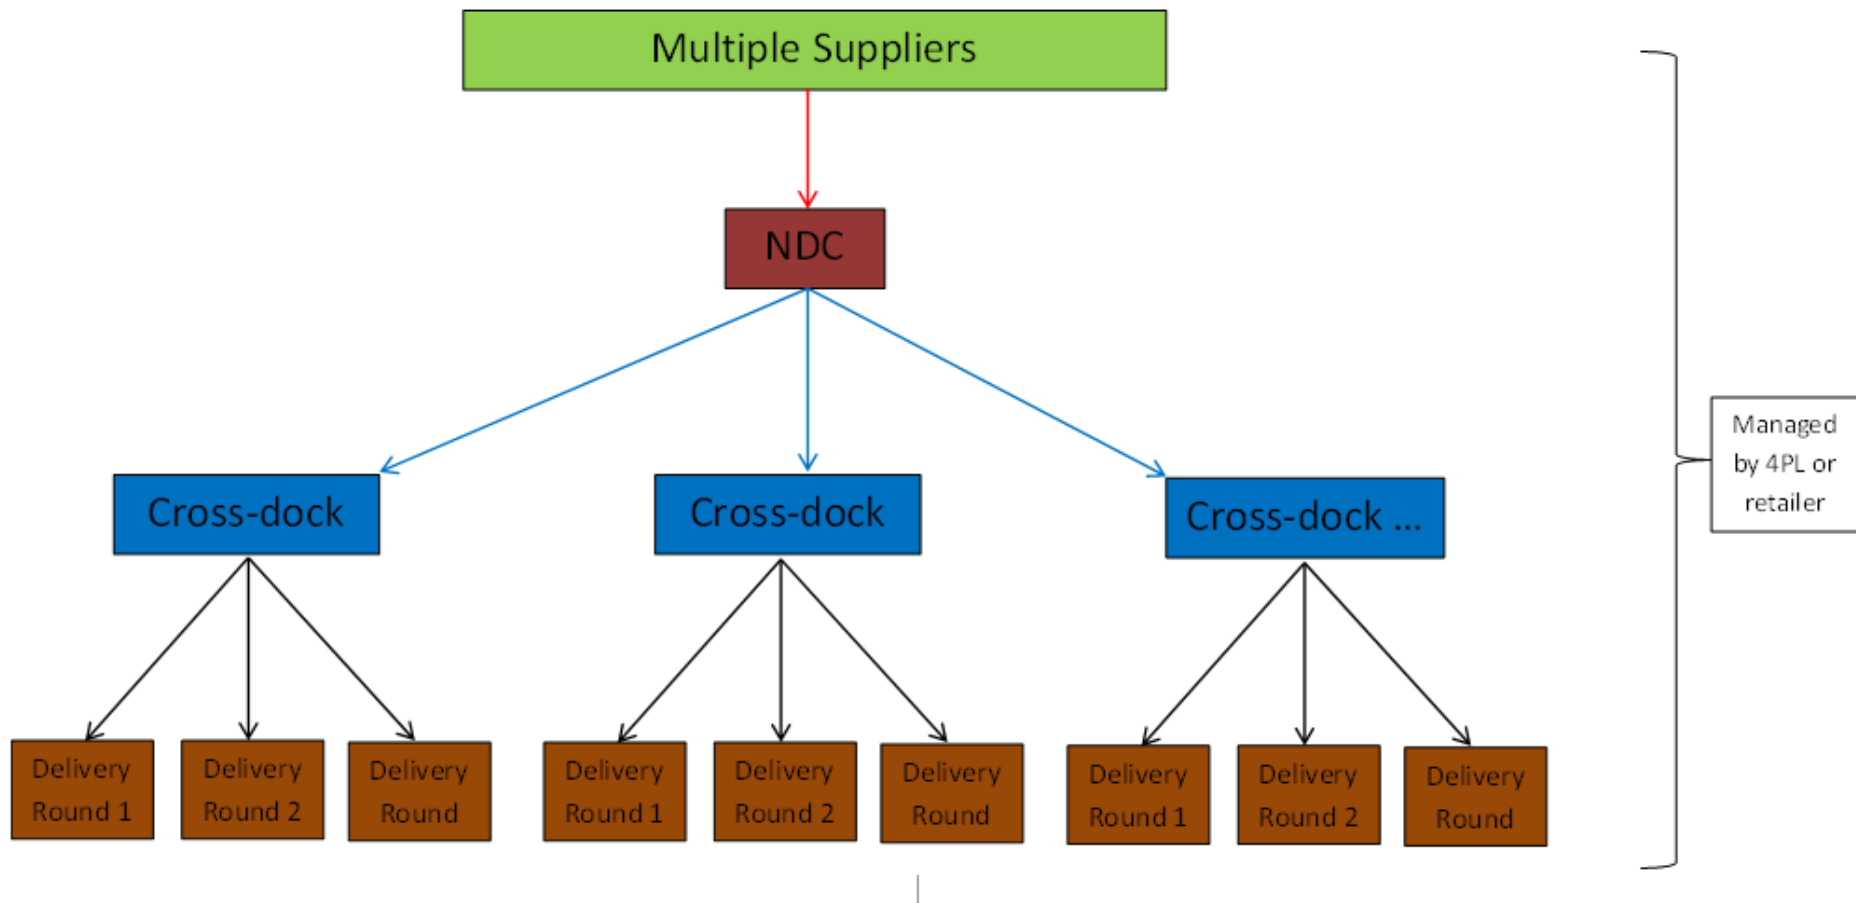 Multiple Suppliers
NDC
Cross-dock
Cross-dock
Cross-dock ...
Managed
by 4PL or
retailer
Delivery
Round 1
Delivery
Round 2
Delivery
Round
Delivery
Round 1
Delivery
Round 2
Delivery
Round
Delivery
Round 1
Delivery
Round 2
Delivery
Round